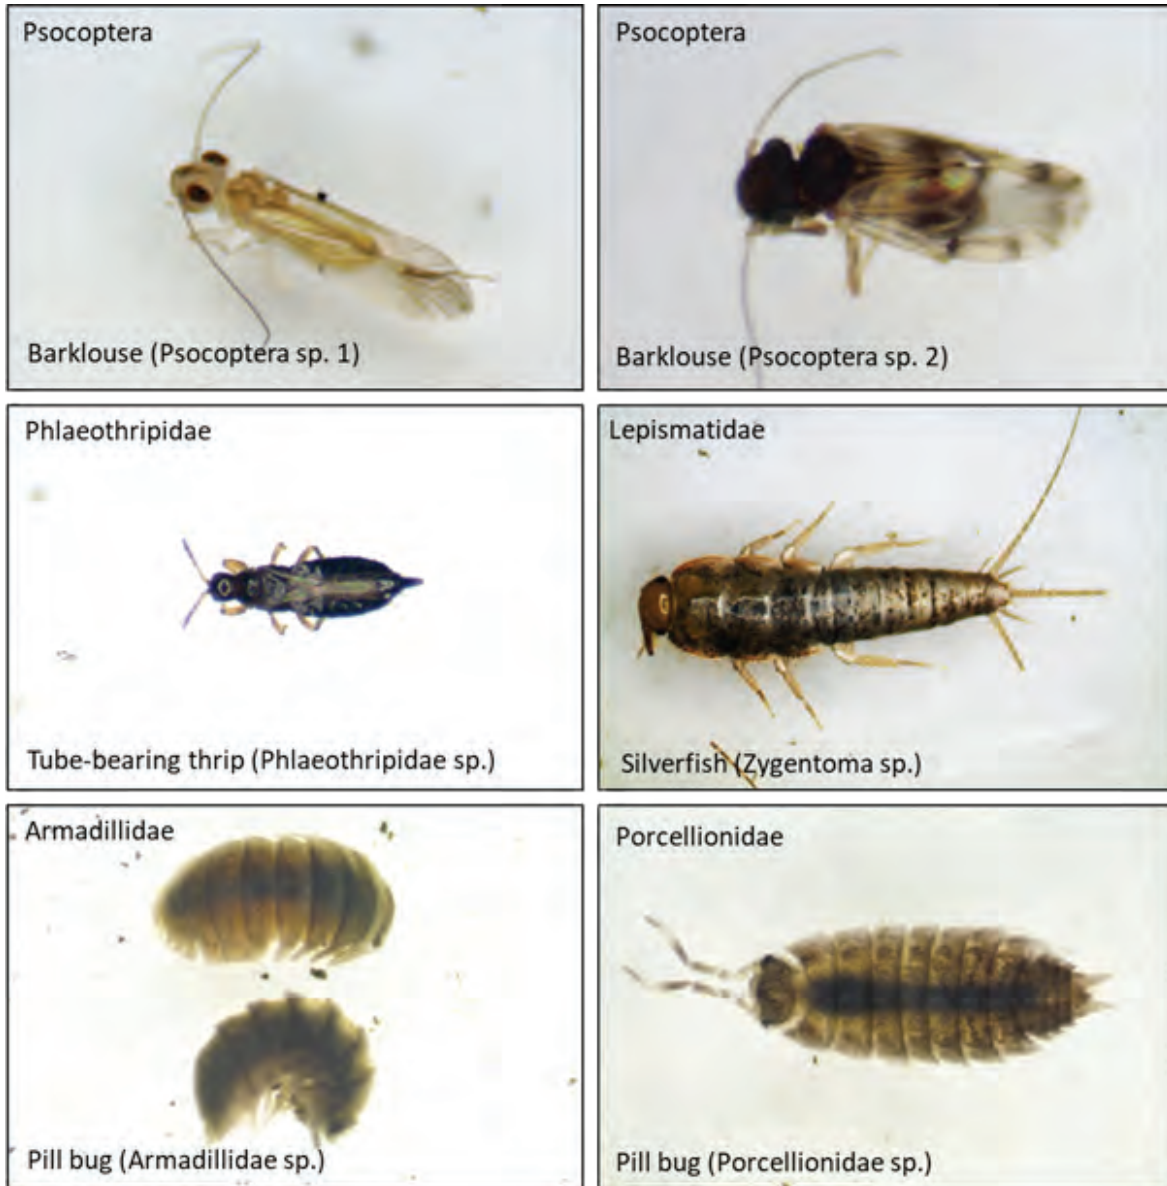 Psocoptera
Barklouse (Psocoptera sp. 1)
Psocoptera
Barklouse (Psocoptera sp. 2)
Phlaeothripidae
Tube-bearing thrip (Phlaeothripidae sp.)
Lepismatidae
Silverfish (Zygentoma sp.)
Armadillidae
Pill bug (Armadillidae sp.)
Porcellionidae
Pill bug (Porcellionidae sp.)